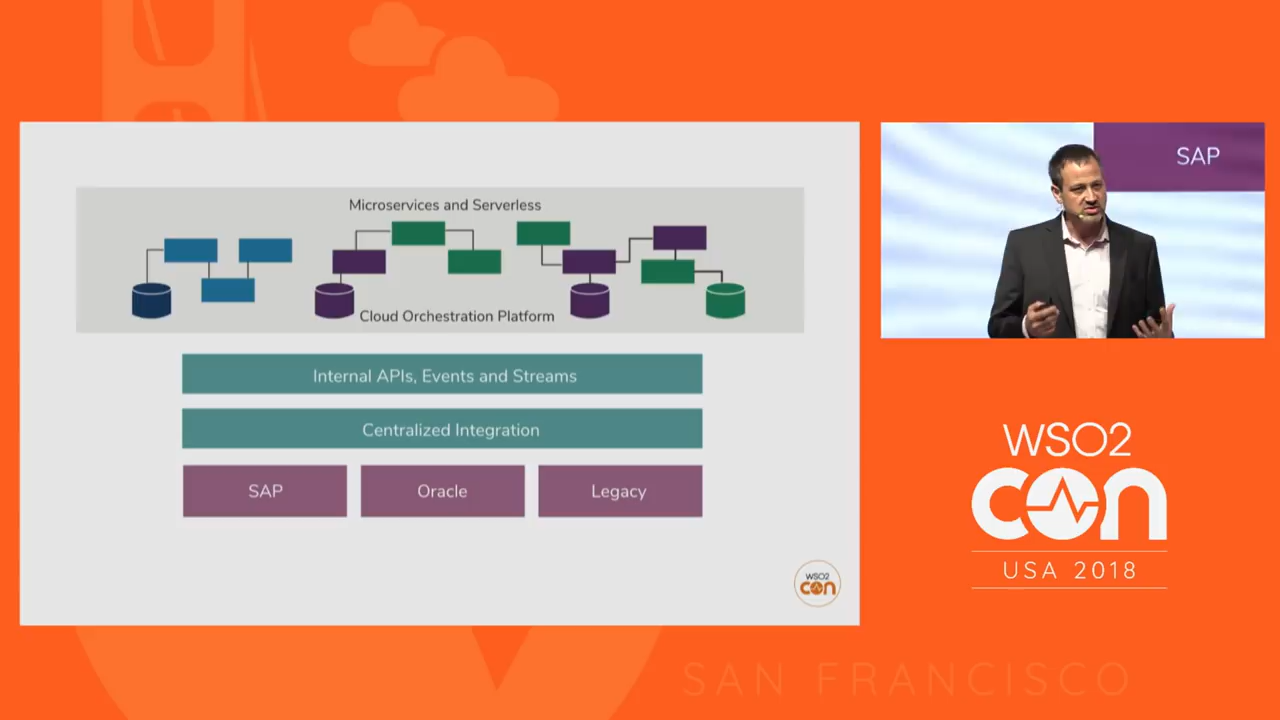 Microservices and Serverless
Cloud Orchestration Platform
Internal APIs, Events and Streams
Centralized Integration
SAP
Oracle
Legacy
WSO2
con
SAP
WSO2
con
USA 2018
SAN FRANCISCO